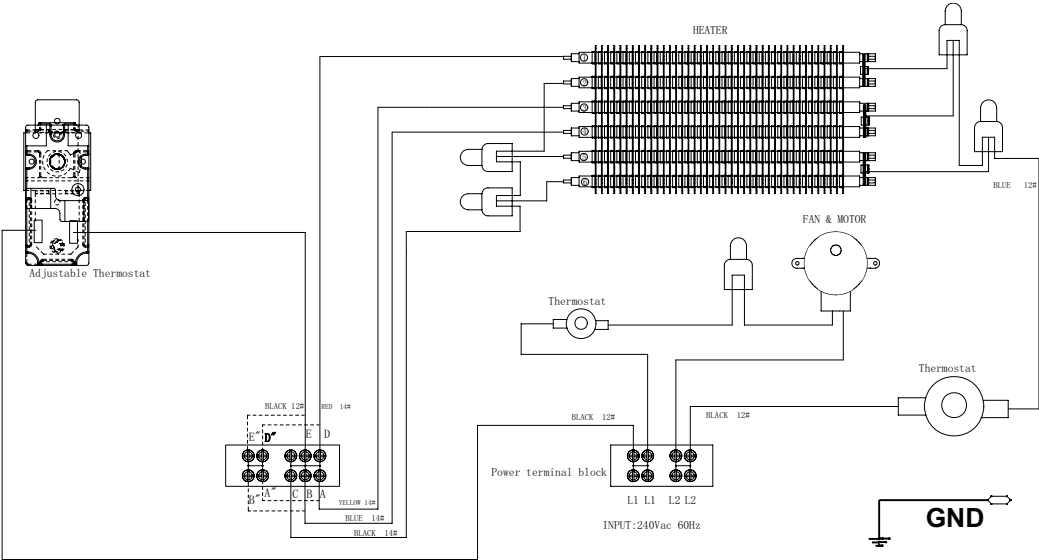 HEATER
BLUE 12#
FAN & MOTOR
Adjustable Thermostat
Thermostat
Thermostat
BLACK 12# RED 14#
BLACK 12#
BLACK 12#
E" D" E D
Power terminal block
B" A" C B A
L1 L1 L2 L2
YELLOW 14#
BLUE 14#
INPUT:240Vac 60Hz
GND
BLACK 14#